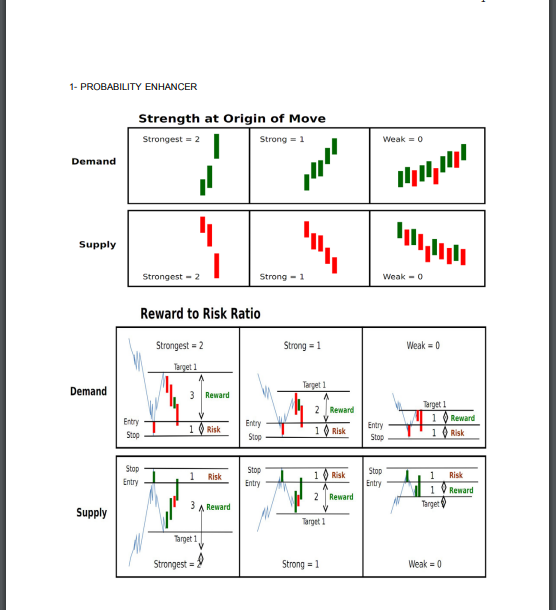 1- PROBABILITY ENHANCER
Strength at Origin of Move
Demand
Strongest = 2
Strong = 1
Weak = 0
Supply
Strongest = 2
Strong = 1
Weak = 0
Reward to Risk Ratio
Demand
Strongest = 2
Target 1
3 Reward
Entry
1 Risk
Stop
Strong = 1
Target 1
2 Reward
Entry
1 Risk
Stop
Weak = 0
Target 1
1 Reward
Entry
1 Risk
Stop
Supply
Stop
1 Risk
Entry
3 Reward
Target 1
Strongest = 2
Stop
1 Risk
Entry
2 Reward
Target 1
Strong = 1
Stop
1 Risk
Entry
1 Reward
Target
Weak = 0